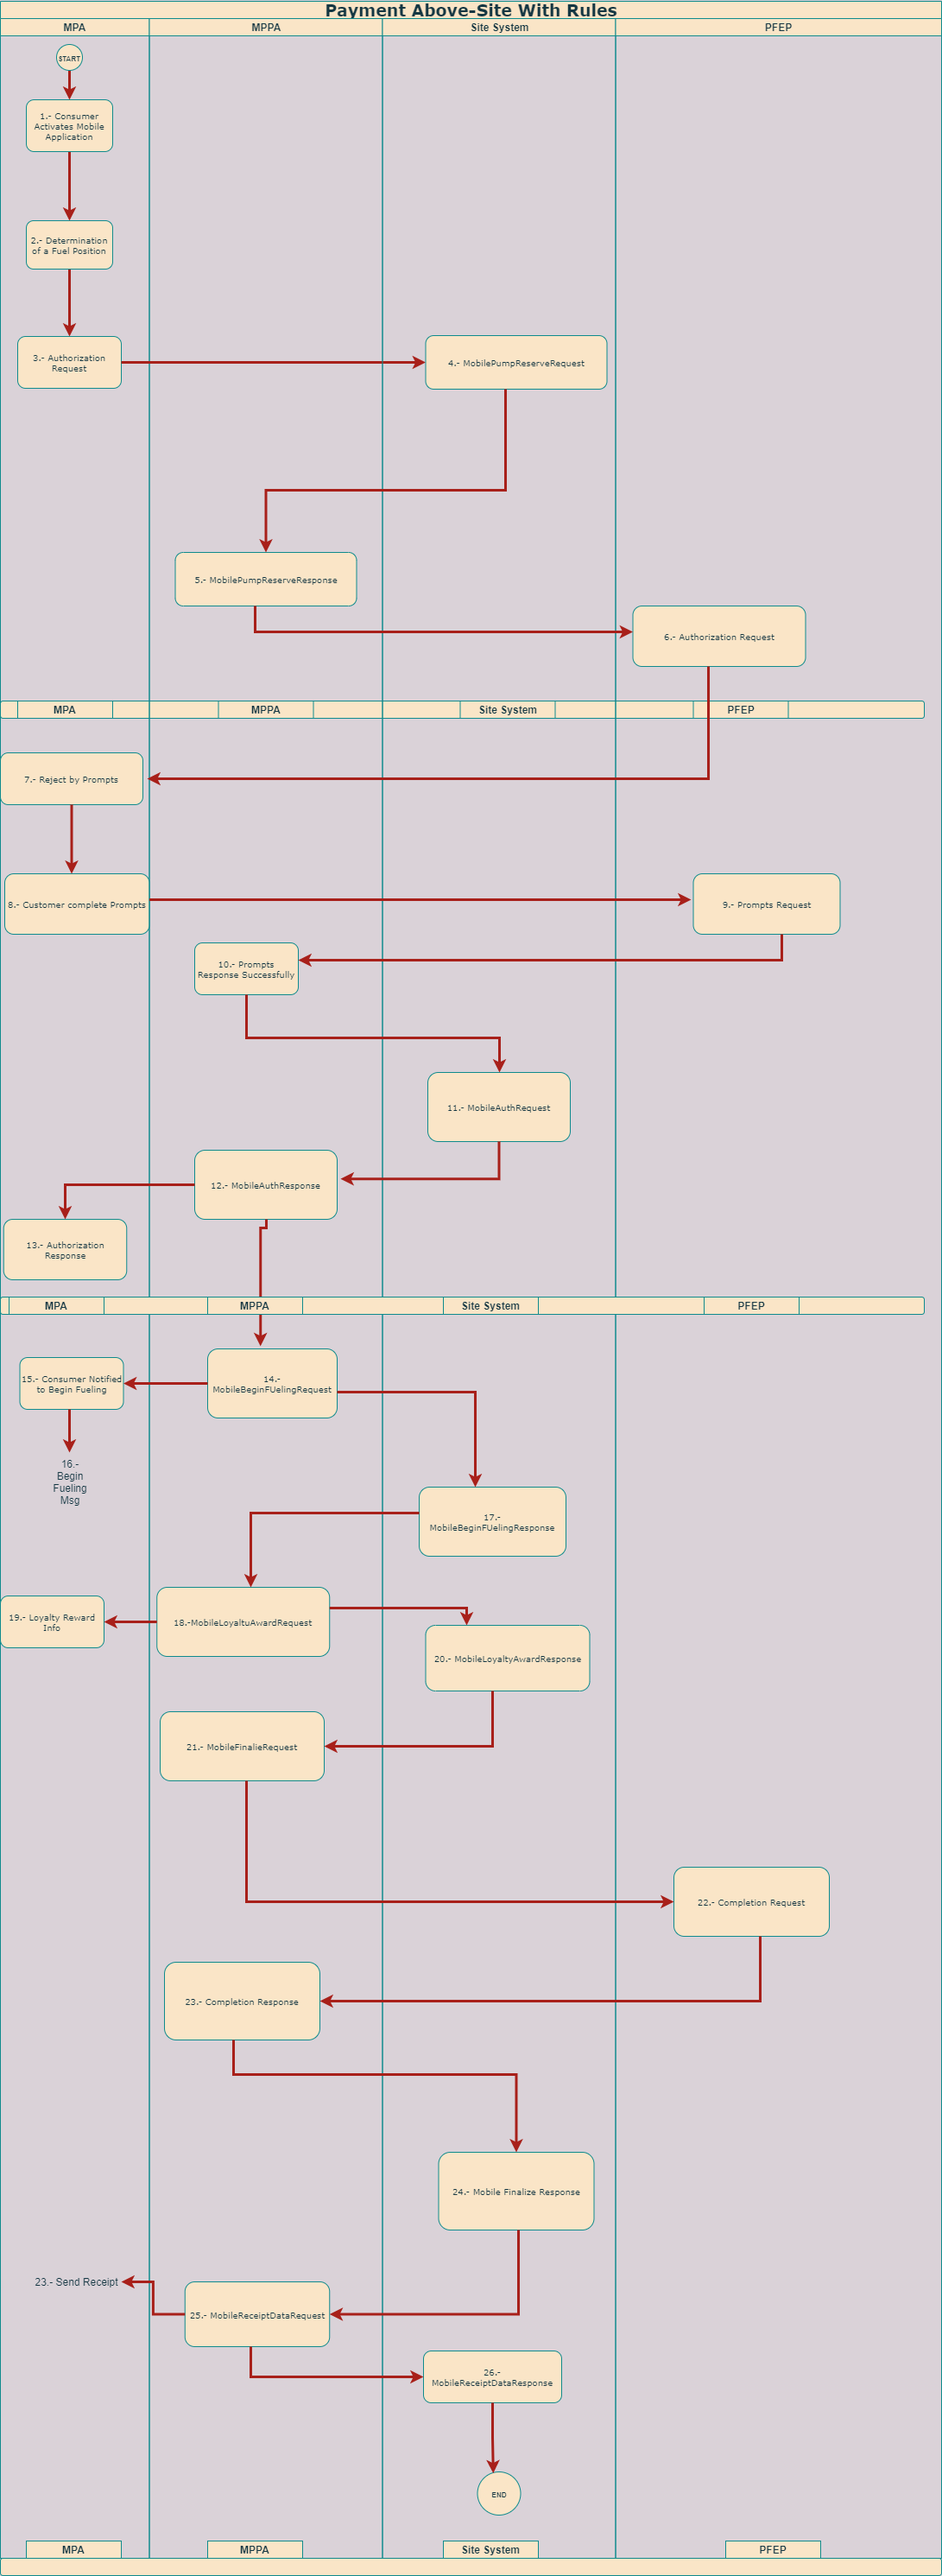 Payment Above-Site With Rules
MPA
MPPA
Site System
PFEP
START
1.- Consumer
Activates Mobile
Application
2.- Determination
of a Fuel Position
3.- Authorization
Request
4.- MobilePumpReserveRequest
5.- MobilePumpReserveResponse
6.- Authorization Request
MPA
MPPA
Site System
PFEP
7.- Reject by Prompts
8.- Customer complete Prompts
9.- Prompts Request
10.- Prompts
Response Successfully
11.- MobileAuthRequest
12.- MobileAuthResponse
13.- Authorization
Response
MPA
MPPA
Site System
PFEP
14.-
MobileBeginFUelingRequest
15.- Consumer Notified
to Begin Fueling
16.-
Begin
Fueling
Msg
17.-
MobileBeginFUelingResponse
18.-MobileLoyaltuAwardRequest
19.- Loyalty Reward
Info
20.- MobileLoyaltyAwardResponse
21.- MobileFinalieRequest
22.- Completion Request
23.- Completion Response
24.- Mobile Finalize Response
23.- Send Receipt
25.- MobileReceiptDataRequest
26.-
MobileReceiptDataResponse
END
MPA
MPPA
Site System
PFEP